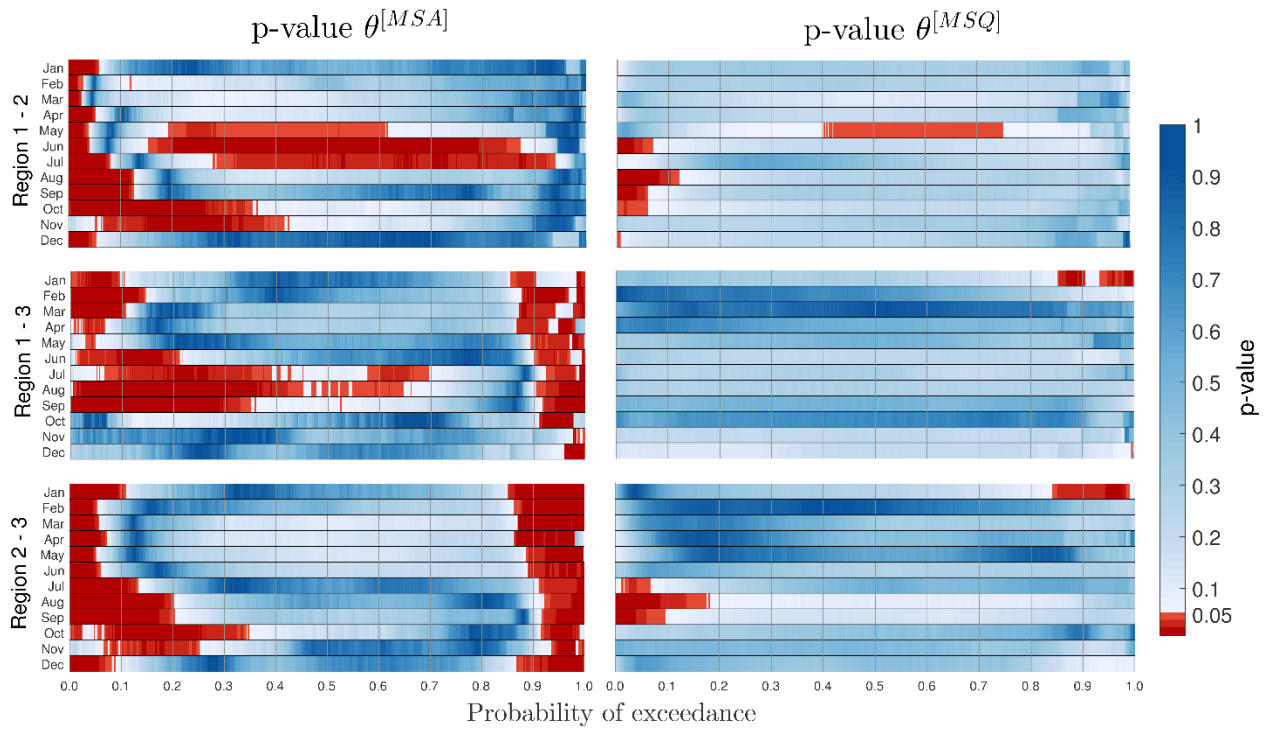 p-value θ^[MSA]
p-value θ^[MSQ]
Region 1 - 2
Jan
Feb
Mar
Apr
May
Jun
Jul
Aug
Sep
Oct
Nov
Dec
Region 1 - 3
Jan
Feb
Mar
Apr
May
Jun
Jul
Aug
Sep
Oct
Nov
Dec
Region 2 - 3
Jan
Feb
Mar
Apr
May
Jun
Jul
Aug
Sep
Oct
Nov
Dec
0.0 0.1 0.2 0.3 0.4 0.5 0.6 0.7 0.8 0.9 1.0
0.0 0.1 0.2 0.3 0.4 0.5 0.6 0.7 0.8 0.9 1.0
Probability of exceedance
1
0.9
0.8
0.7
0.6
0.5
0.4
0.3
0.2
0.1
0.05
p-value